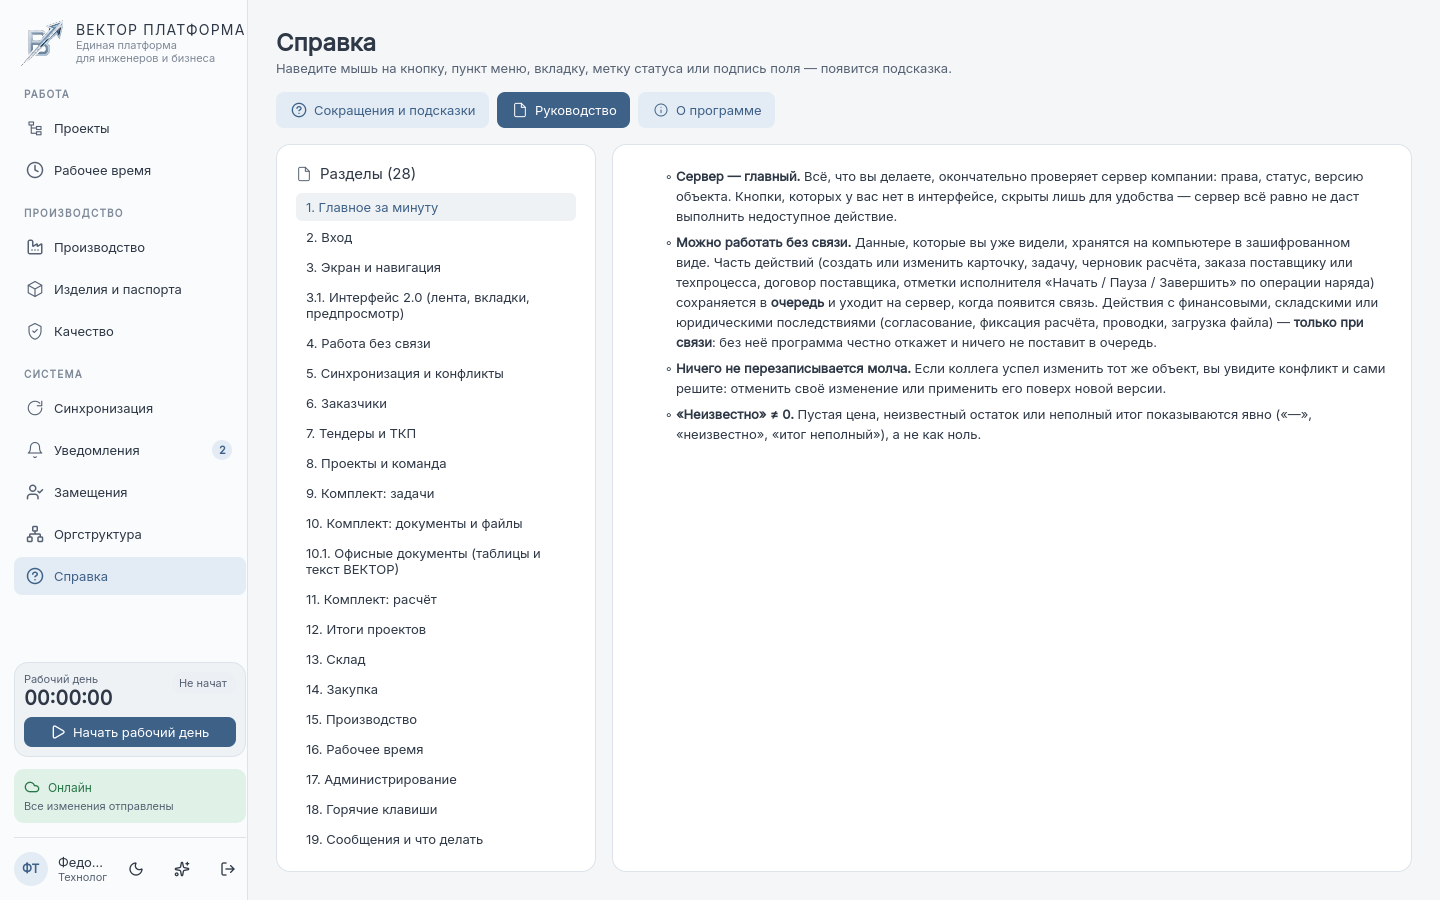 ВЕКТОР ПЛАТФОРМА
Единая платформа
для инженеров и бизнеса
РАБОТА
Проекты
Рабочее время
ПРОИЗВОДСТВО
Производство
Изделия и паспорта
Качество
СИСТЕМА
Синхронизация
Уведомления 2
Замещения
Оргструктура
Справка
Рабочий день
Не начат
00:00:00
Начать рабочий день
Онлайн
Все изменения отправлены
ФТ
Федо...
Технолог
Справка
Наведите мышь на кнопку, пункт меню, вкладку, метку статуса или подпись поля — появится подсказка.
Сокращения и подсказки
Руководство
О программе
Разделы (28)
1. Главное за минуту
2. Вход
3. Экран и навигация
3.1. Интерфейс 2.0 (лента, вкладки,
предпросмотр)
4. Работа без связи
5. Синхронизация и конфликты
6. Заказчики
7. Тендеры и ТКП
8. Проекты и команда
9. Комплект: задачи
10. Комплект: документы и файлы
10.1. Офисные документы (таблицы и
текст ВЕКТОР)
11. Комплект: расчёт
12. Итоги проектов
13. Склад
14. Закупка
15. Производство
16. Рабочее время
17. Администрирование
18. Горячие клавиши
19. Сообщения и что делать
◦ Сервер — главный. Всё, что вы делаете, окончательно проверяет сервер компании: права, статус, версию
объекта. Кнопки, которых у вас нет в интерфейсе, скрыты лишь для удобства — сервер всё равно не даст
выполнить недоступное действие.
◦ Можно работать без связи. Данные, которые вы уже видели, хранятся на компьютере в зашифрованном
виде. Часть действий (создать или изменить карточку, задачу, черновик расчёта, заказа поставщику или
техпроцесса, договор поставщика, отметки исполнителя «Начать / Пауза / Завершить» по операции наряда)
сохраняется в очередь и уходит на сервер, когда появится связь. Действия с финансовыми, складскими или
юридическими последствиями (согласование, фиксация расчёта, проводки, загрузка файла) — только при
связи: без неё программа честно откажет и ничего не поставит в очередь.
◦ Ничего не перезаписывается молча. Если коллега успел изменить тот же объект, вы увидите конфликт и сами
решите: отменить своё изменение или применить его поверх новой версии.
◦ «Неизвестно» ≠ 0. Пустая цена, неизвестный остаток или неполный итог показываются явно («—»,
«неизвестно», «итог неполный»), а не как ноль.